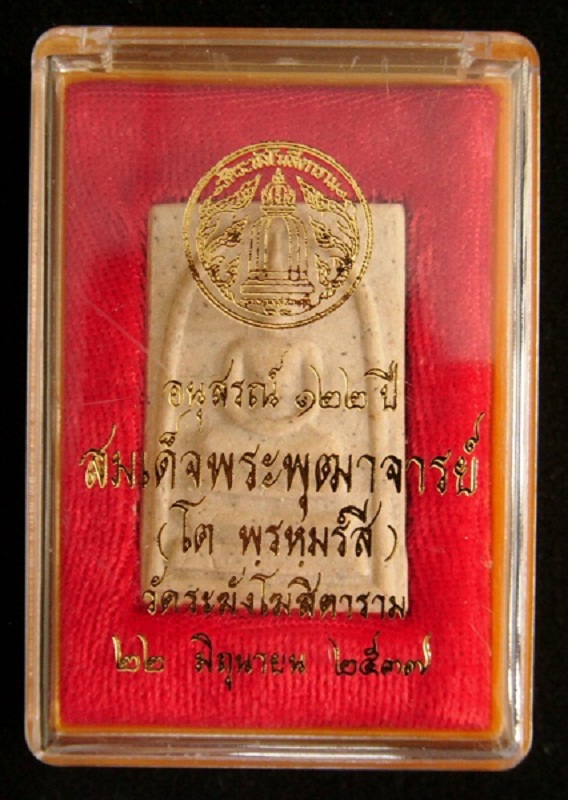 อนุสรณ์ ๑๒๒ ปี
สมเด็จพระพุฒาจารย์
(โต พฺรหฺมรํสี)
วัดระฆังโฆสิตาราม
๒๒ มิถุนายน ๒๕๓๗